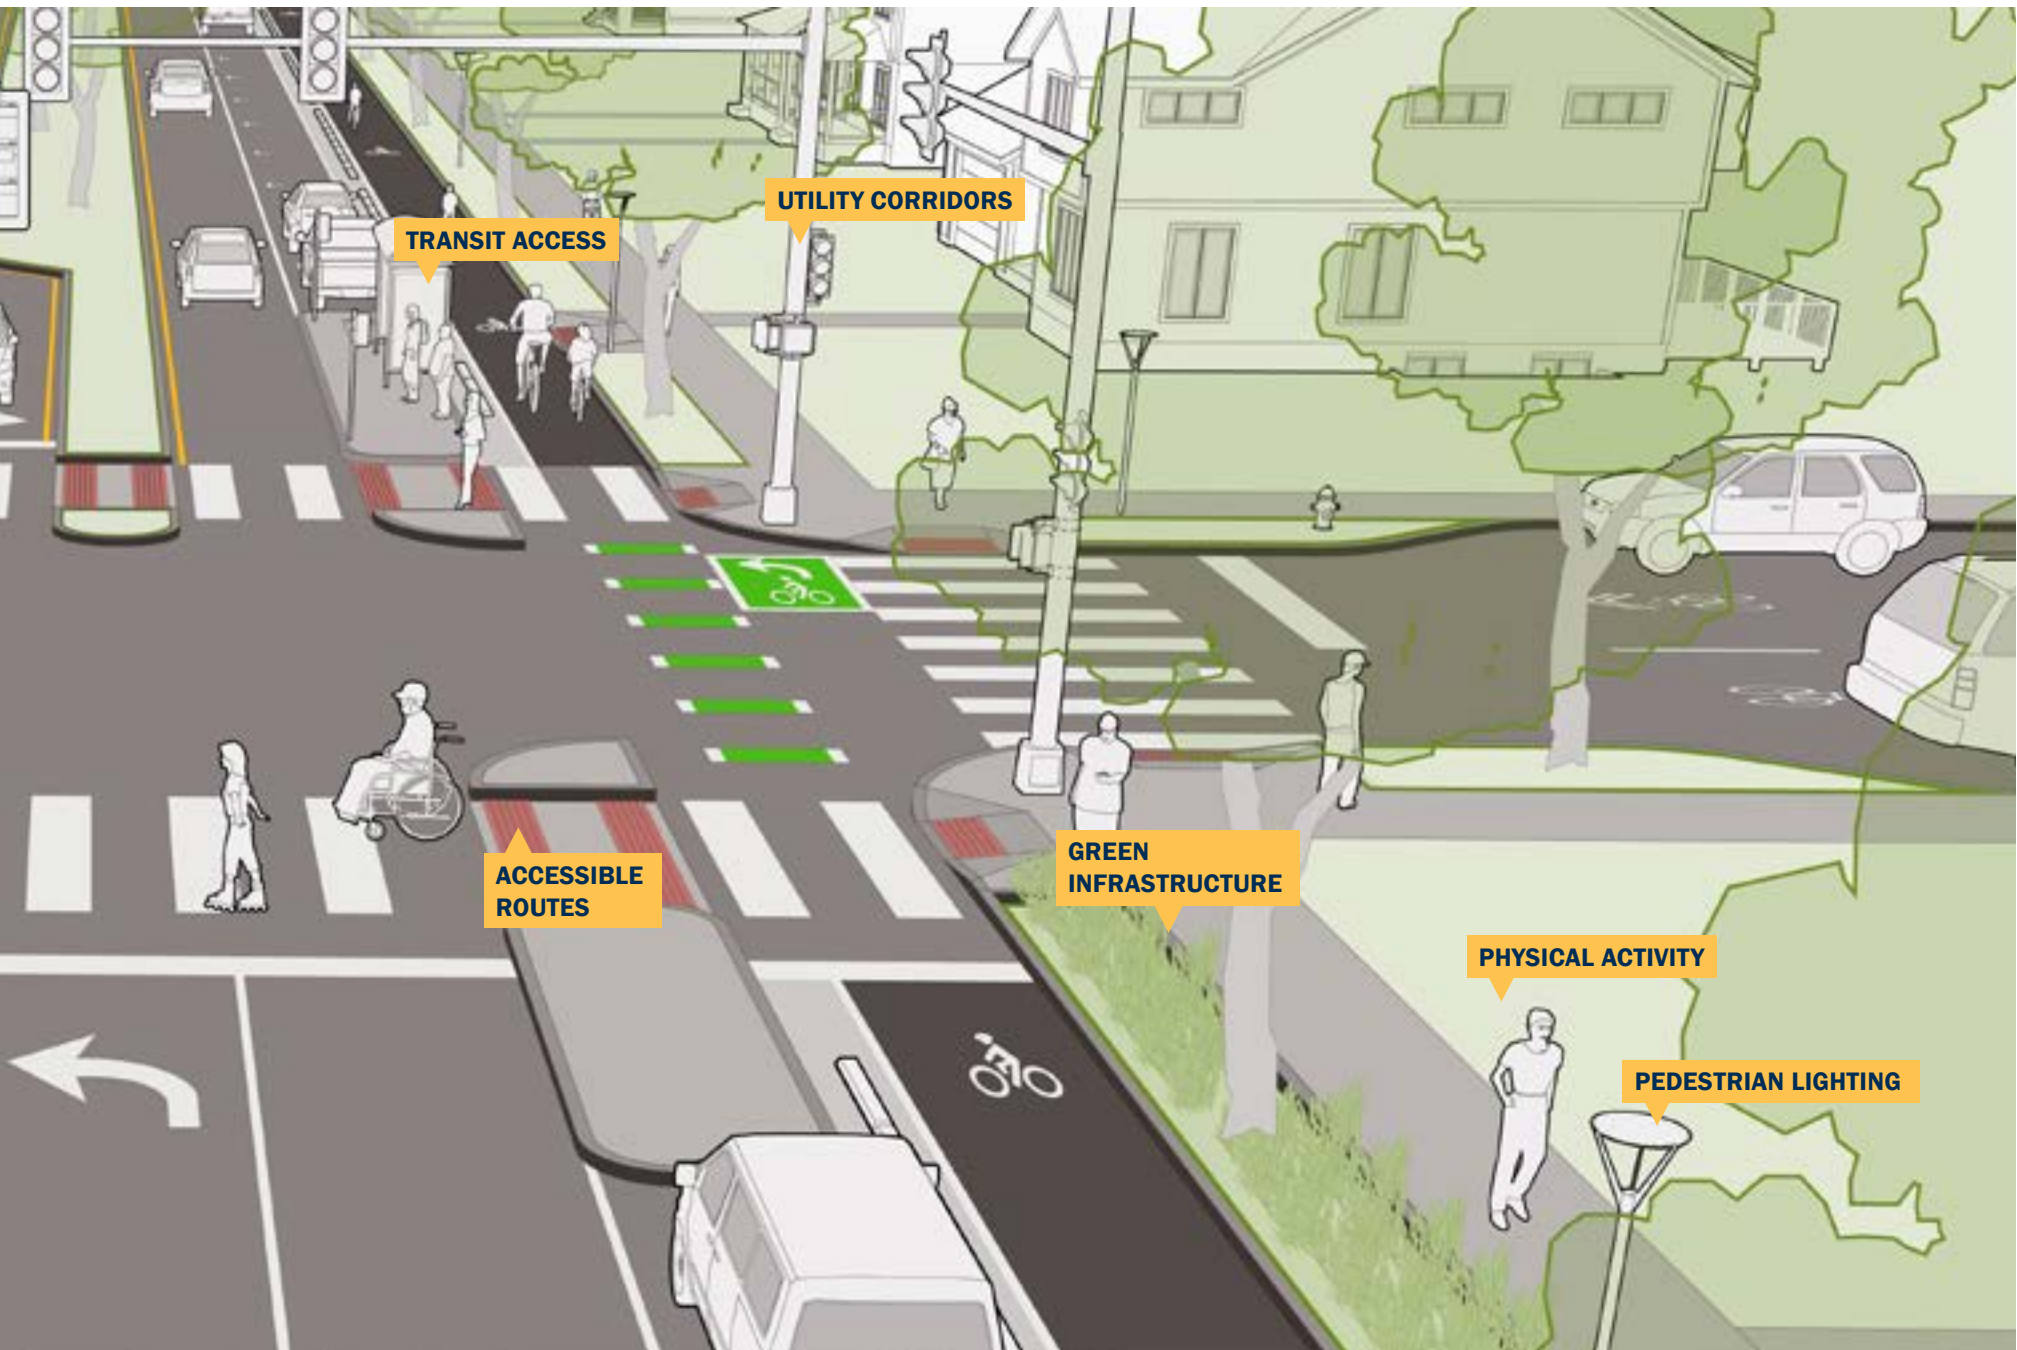 UTILITY CORRIDORS
TRANSIT ACCESS
ACCESSIBLE
ROUTES
GREEN
INFRASTRUCTURE
PHYSICAL ACTIVITY
PEDESTRIAN LIGHTING